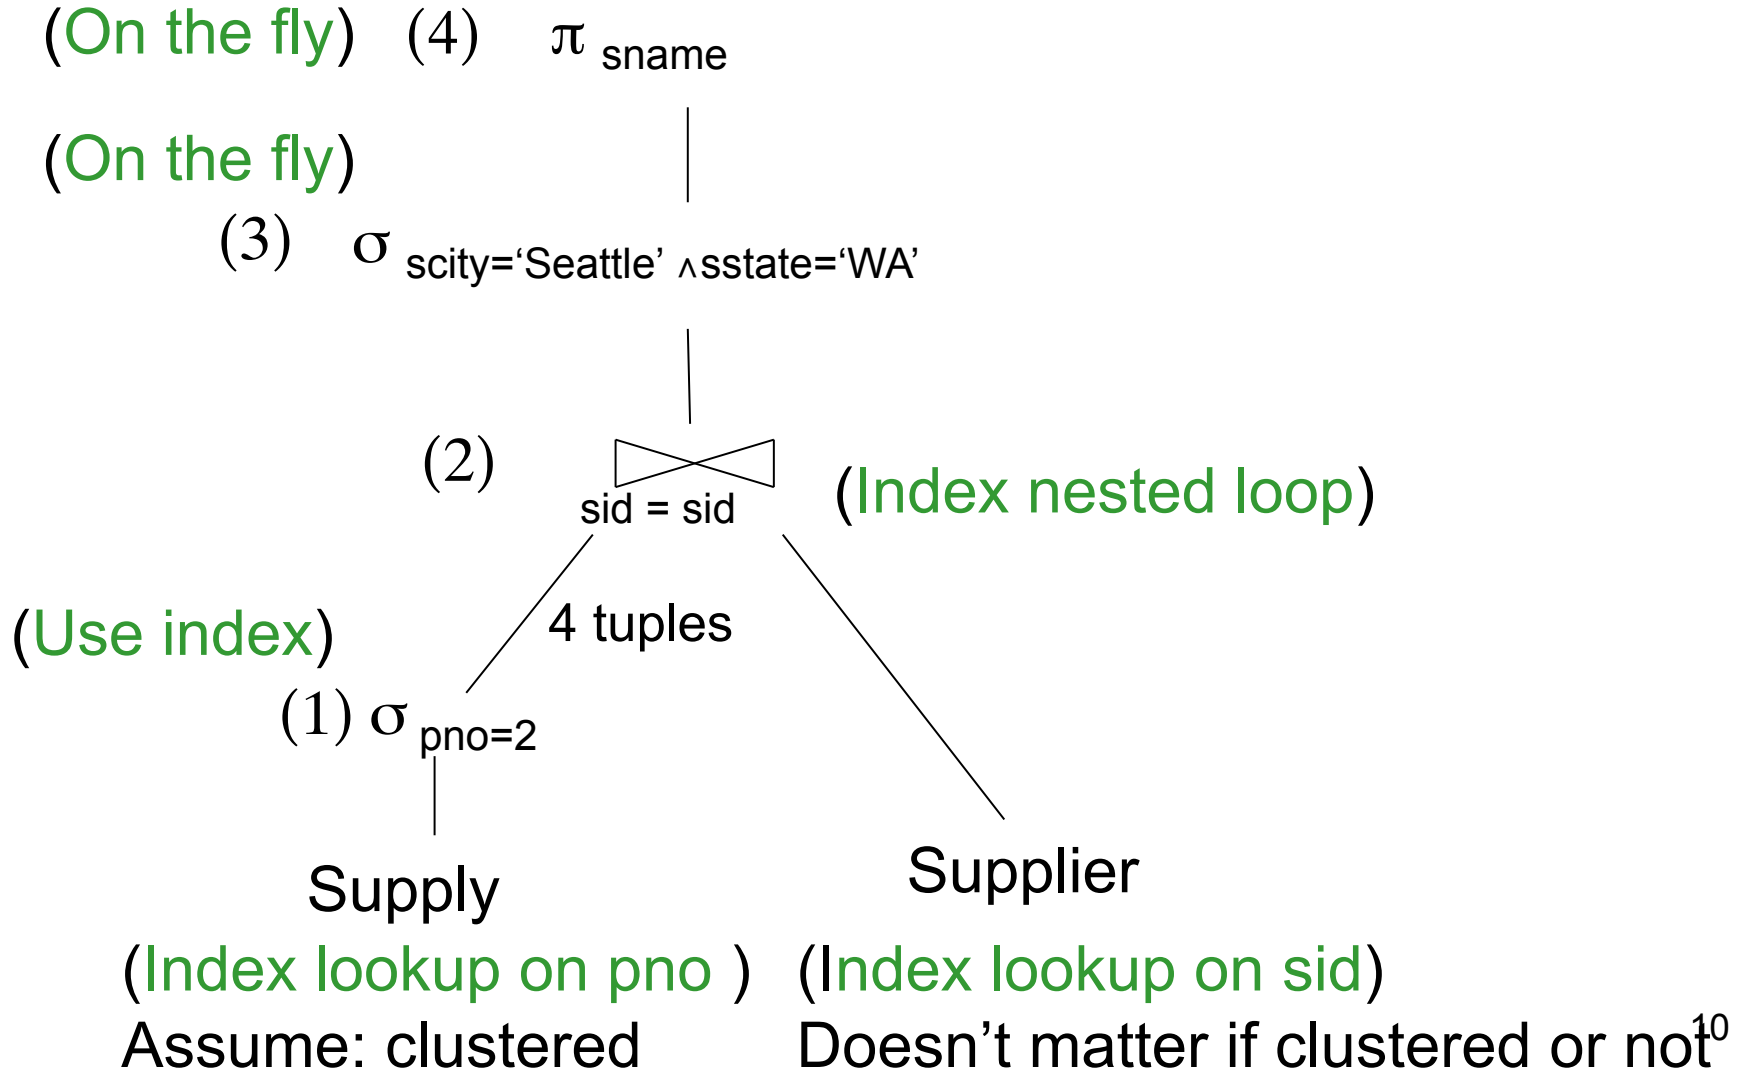 (On the fly) (4) π sname
(On the fly)
(3) σ scity=‘Seattle’ ∧sstate=‘WA’
(2)
sid = sid
(Index nested loop)
4 tuples
(Use index)
(1) σ pno=2
Supply
Supplier
(Index lookup on pno ) (Index lookup on sid)
Assume: clustered Doesn’t matter if clustered or not
10